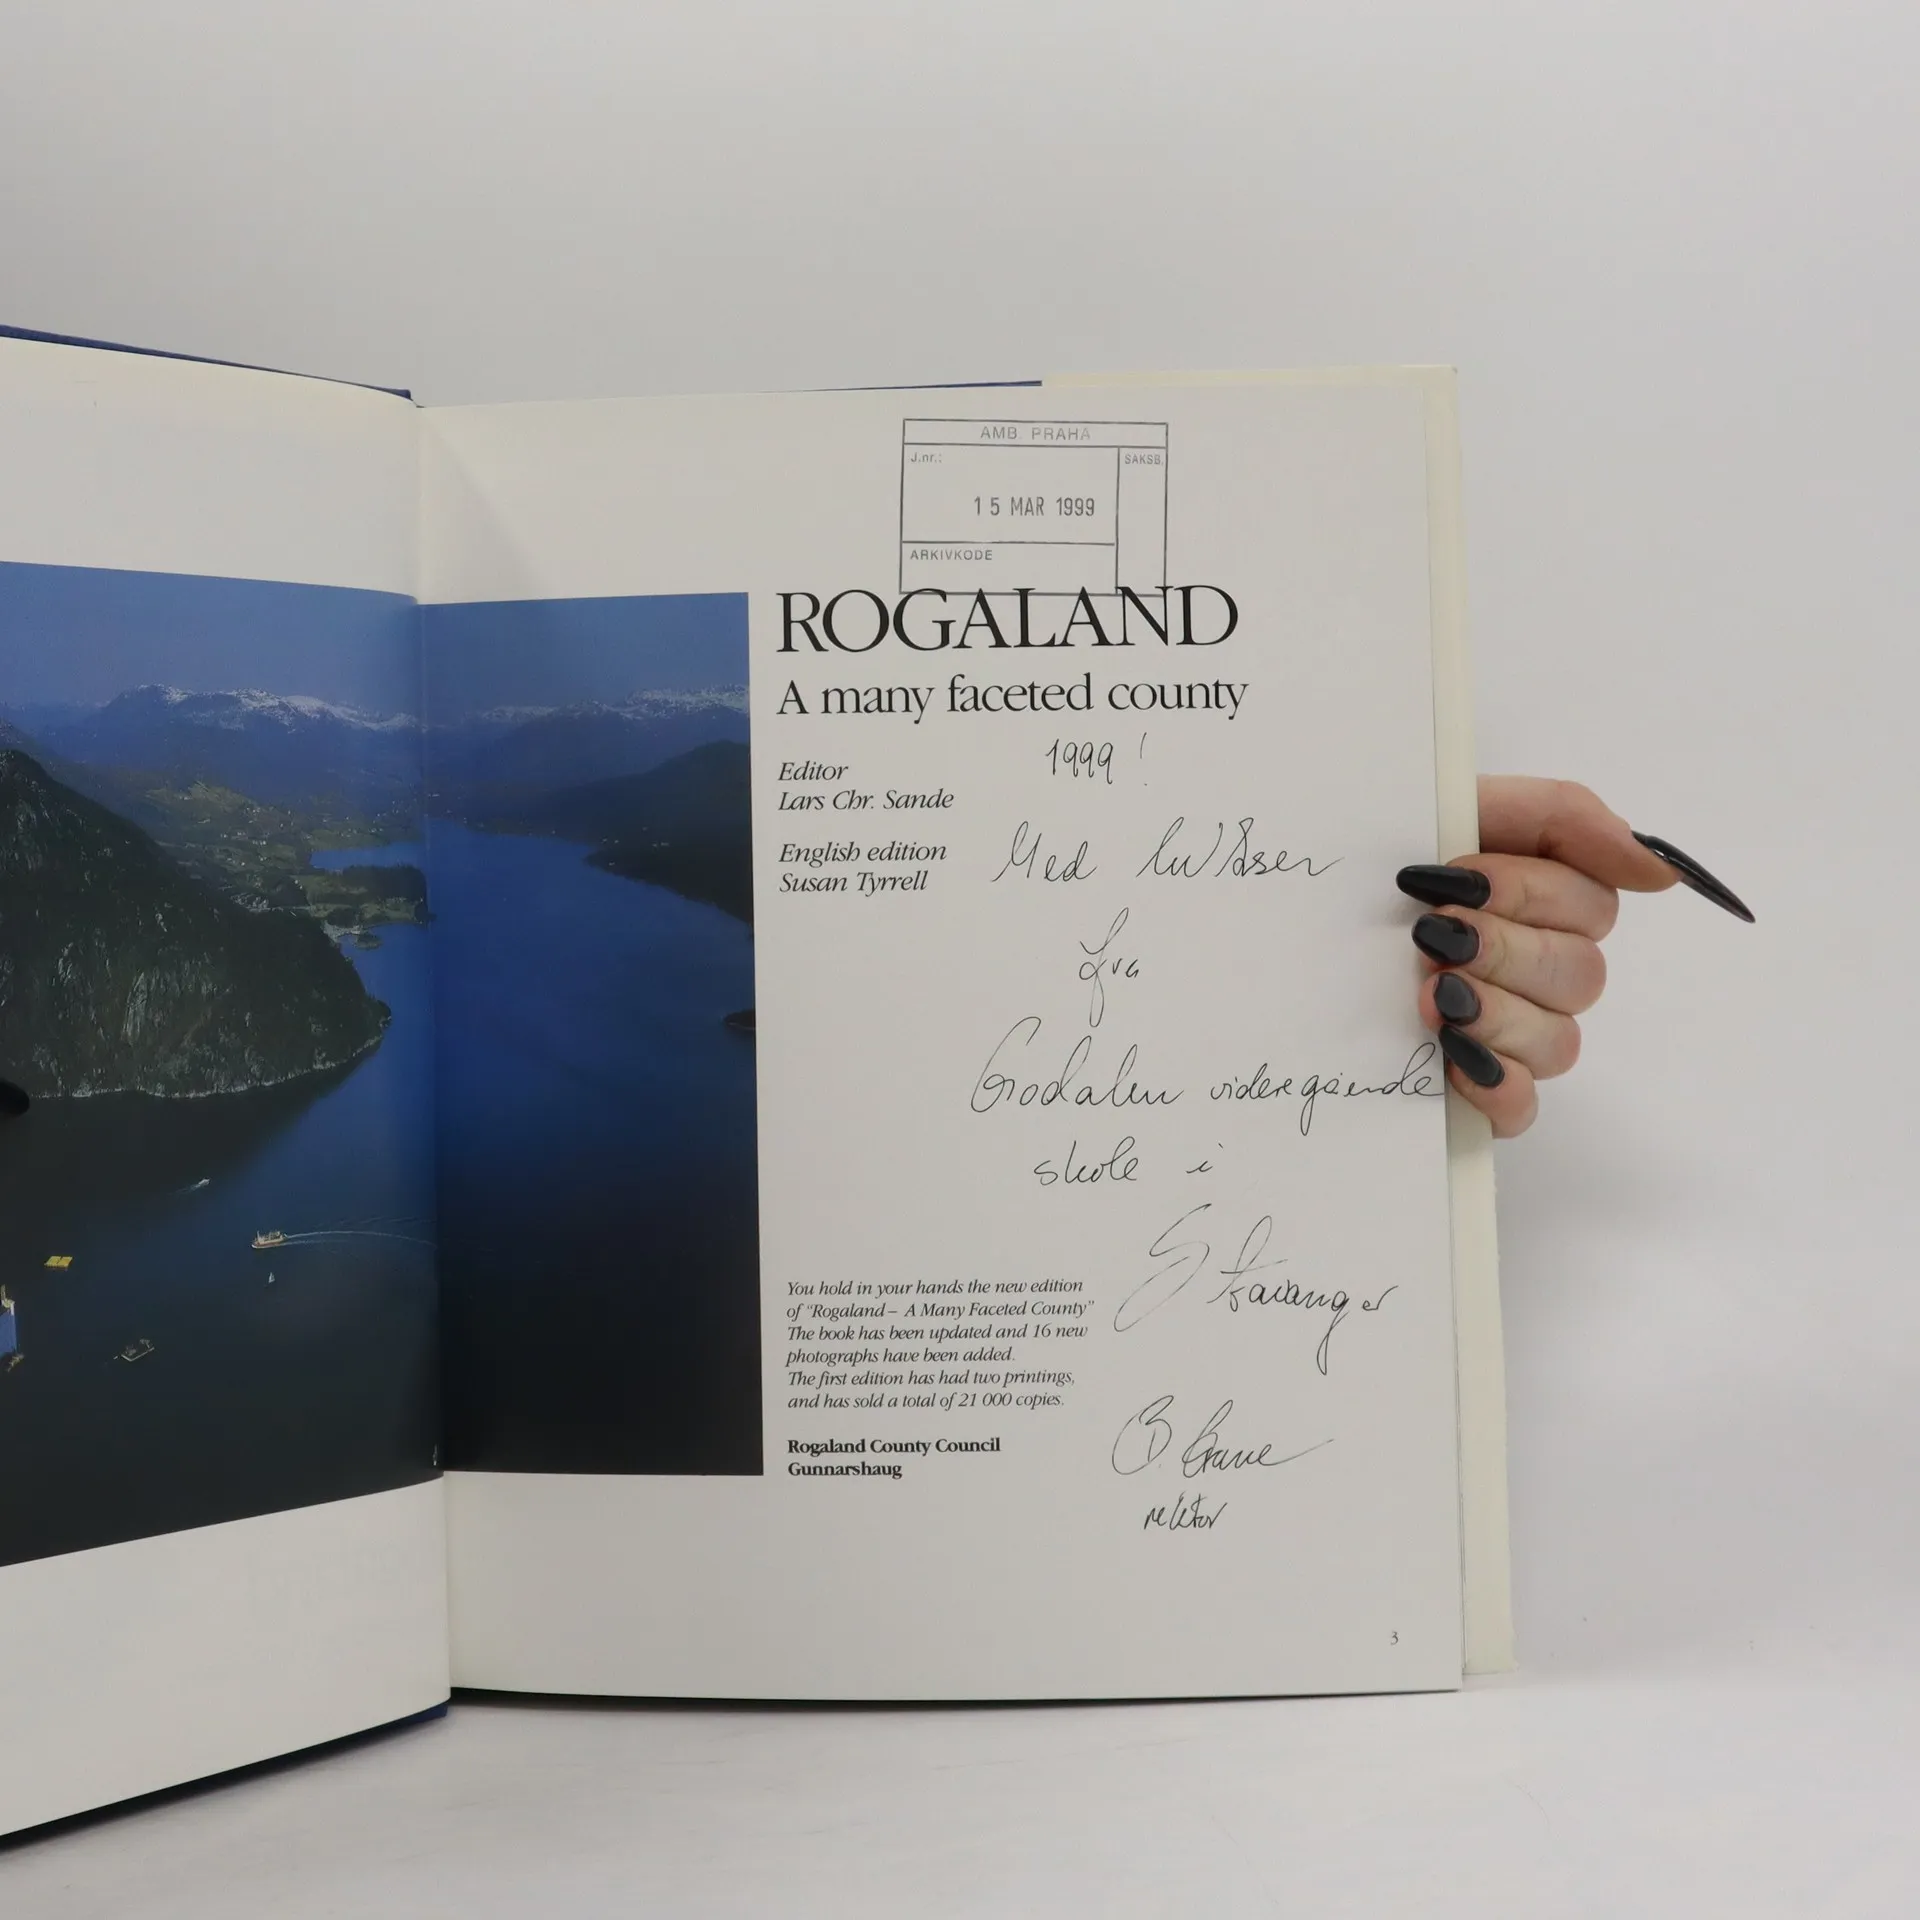 AMB. PRAHA
J.nr.: SAKSB.
15 MAR 1999
ARKIVKODE
ROGALAND
A many faceted county
1999!
Editor
Lars Chr. Sande
English edition
Susan Tyrrell
Med
fra
Godalen videregående
skole i
Stavanger
You hold in your hands the new edition
of "Rogaland – A Many Faceted County"
The book has been updated and 16 new
photographs have been added.
The first edition has had two printings,
and has sold a total of 21 000 copies.
Rogaland County Council
Gunnarshaug
B.
rektor
3